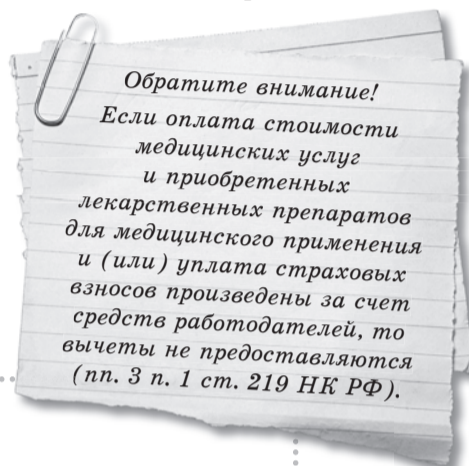 Обратите внимание!
Если оплата стоимости
медицинских услуг
и приобретенных
лекарственных препаратов
для медицинского применения
и (или) уплата страховых
взносов произведены за счет
средств работодателей, то
вычеты не предоставляются
(пп. 3 п. 1 ст. 219 НК РФ).